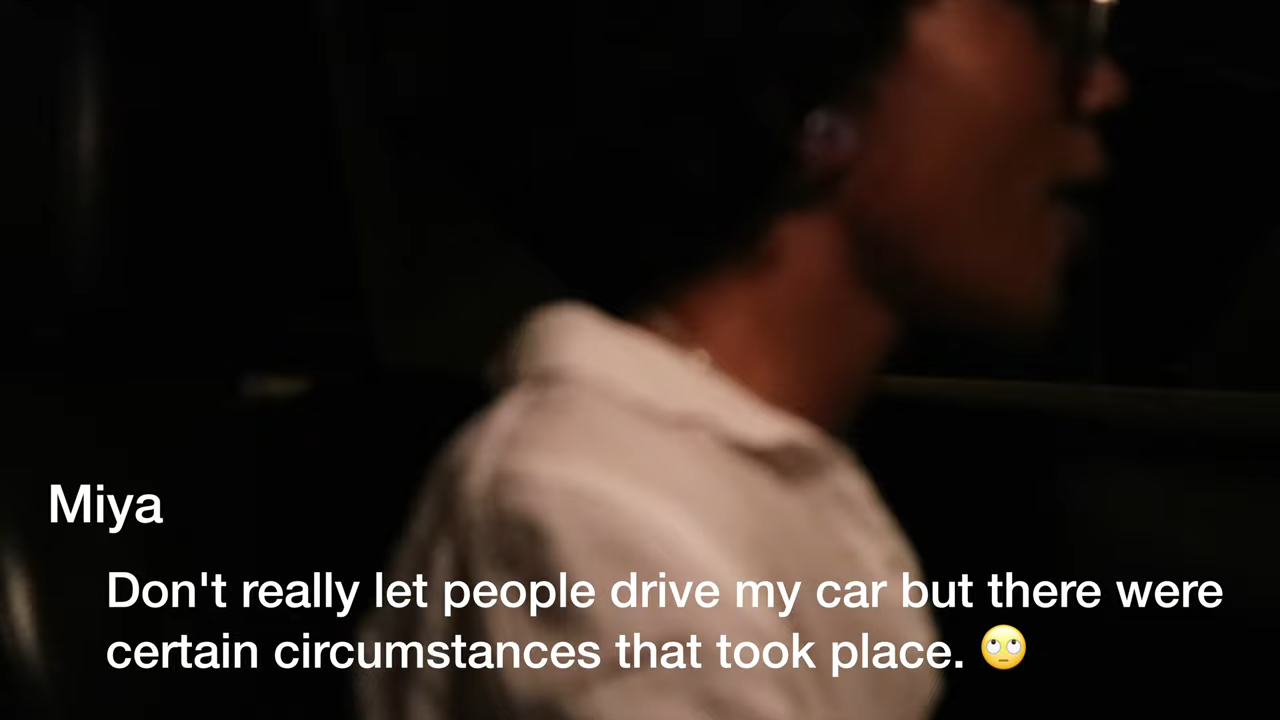 Miya
Don't really let people drive my car but there were
certain circumstances that took place. 🙄